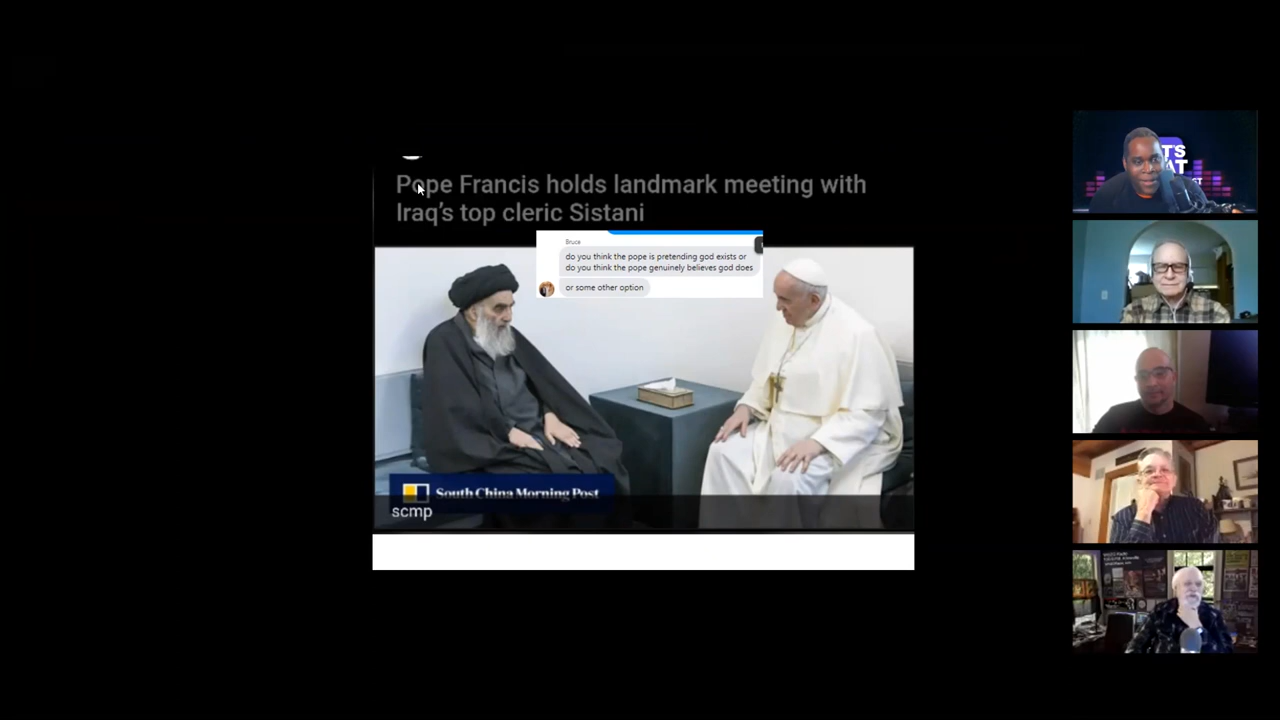 Pope Francis holds landmark meeting with
Iraq’s top cleric Sistani
Bruce
do you think the pope is pretending god exists or
do you think the pope genuinely believes god does
or some other option
South China Morning Post
scmp